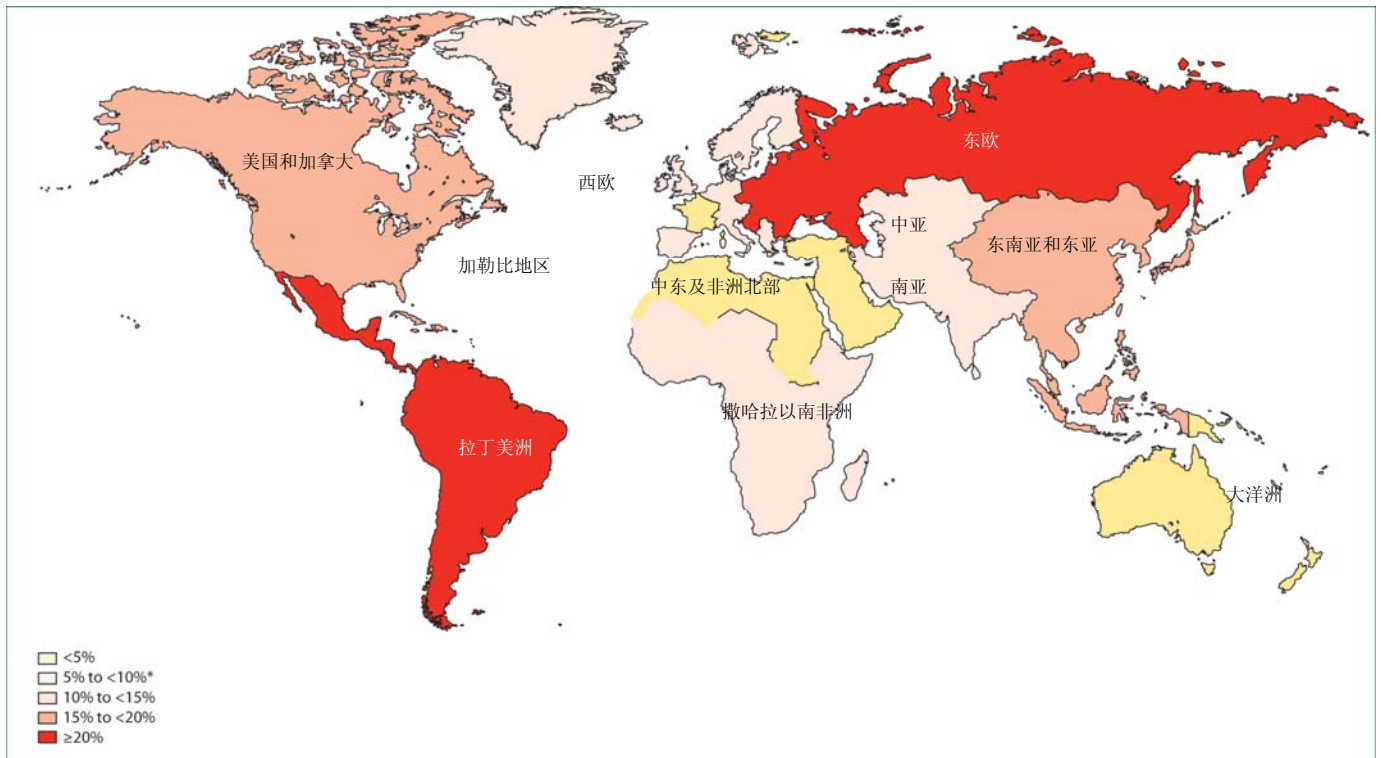 美国和加拿大
东欧
西欧
中亚
东南亚和东亚
加勒比地区
中东及非洲北部
南亚
撒哈拉以南非洲
拉丁美洲
大洋洲
<5%
5% to <10%*
10% to <15%
15% to <20%
≥20%